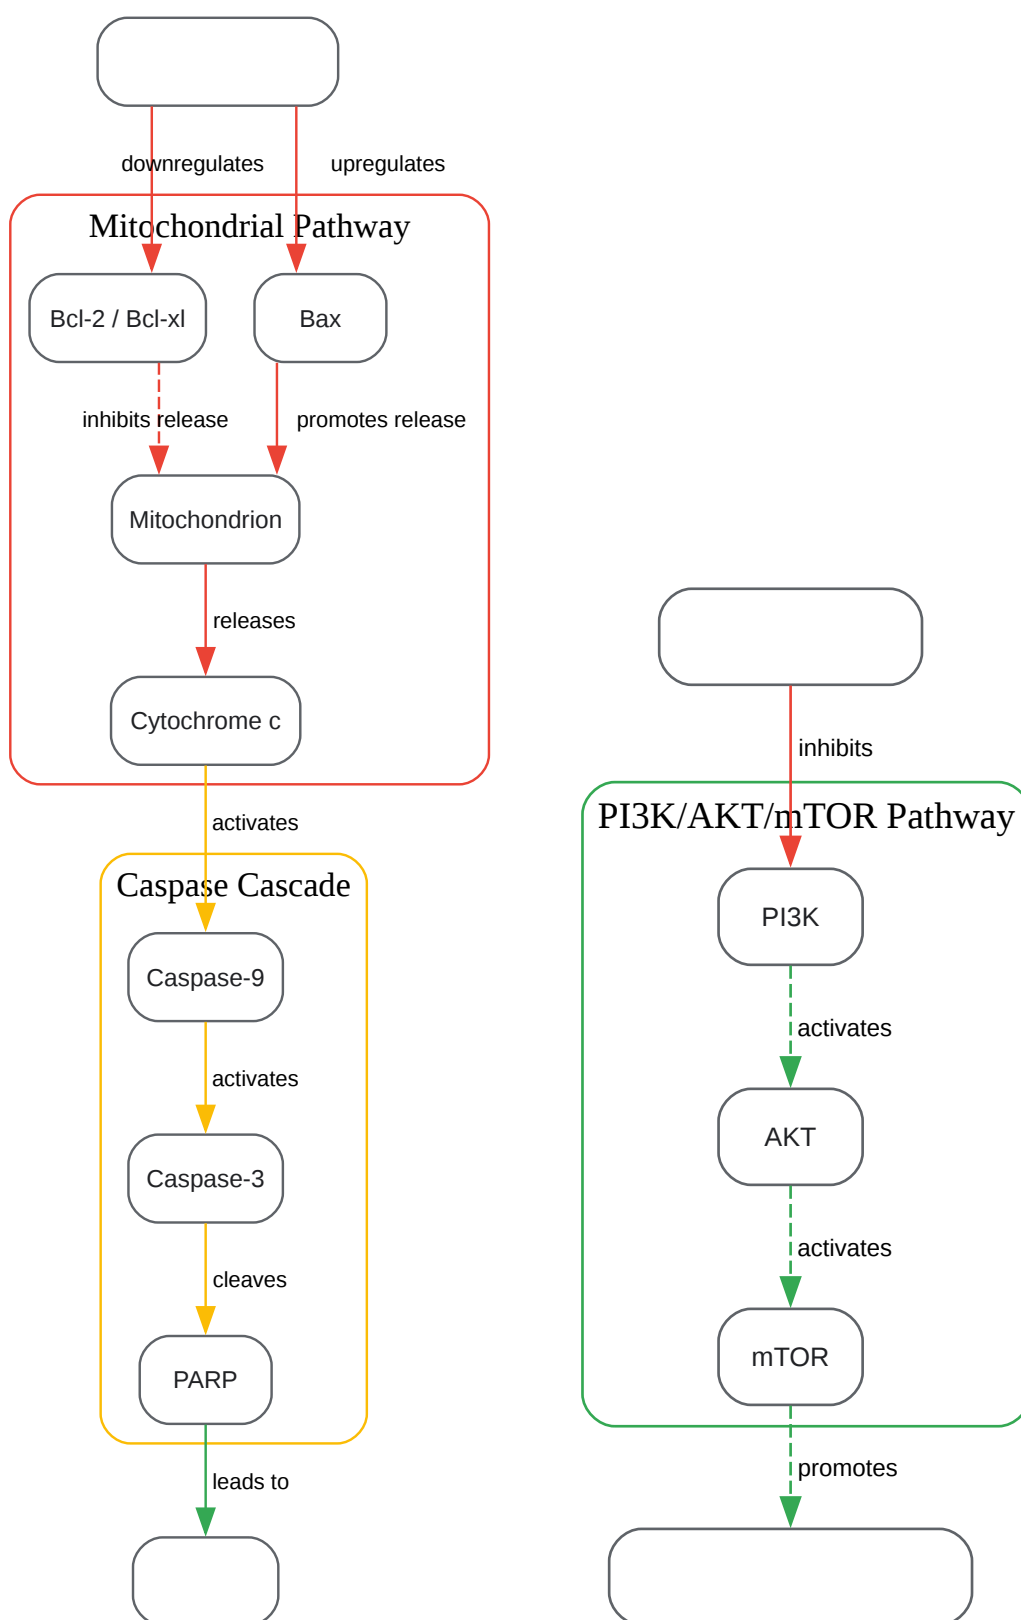 downregulates
upregulates
Mitochondrial Pathway
Bcl-2 / Bcl-xl
Bax
inhibits release
promotes release
Mitochondrion
releases
Cytochrome c
activates
Caspase Cascade
Caspase-9
activates
Caspase-3
cleaves
PARP
leads to
inhibits
PI3K/AKT/mTOR Pathway
PI3K
activates
AKT
activates
mTOR
promotes